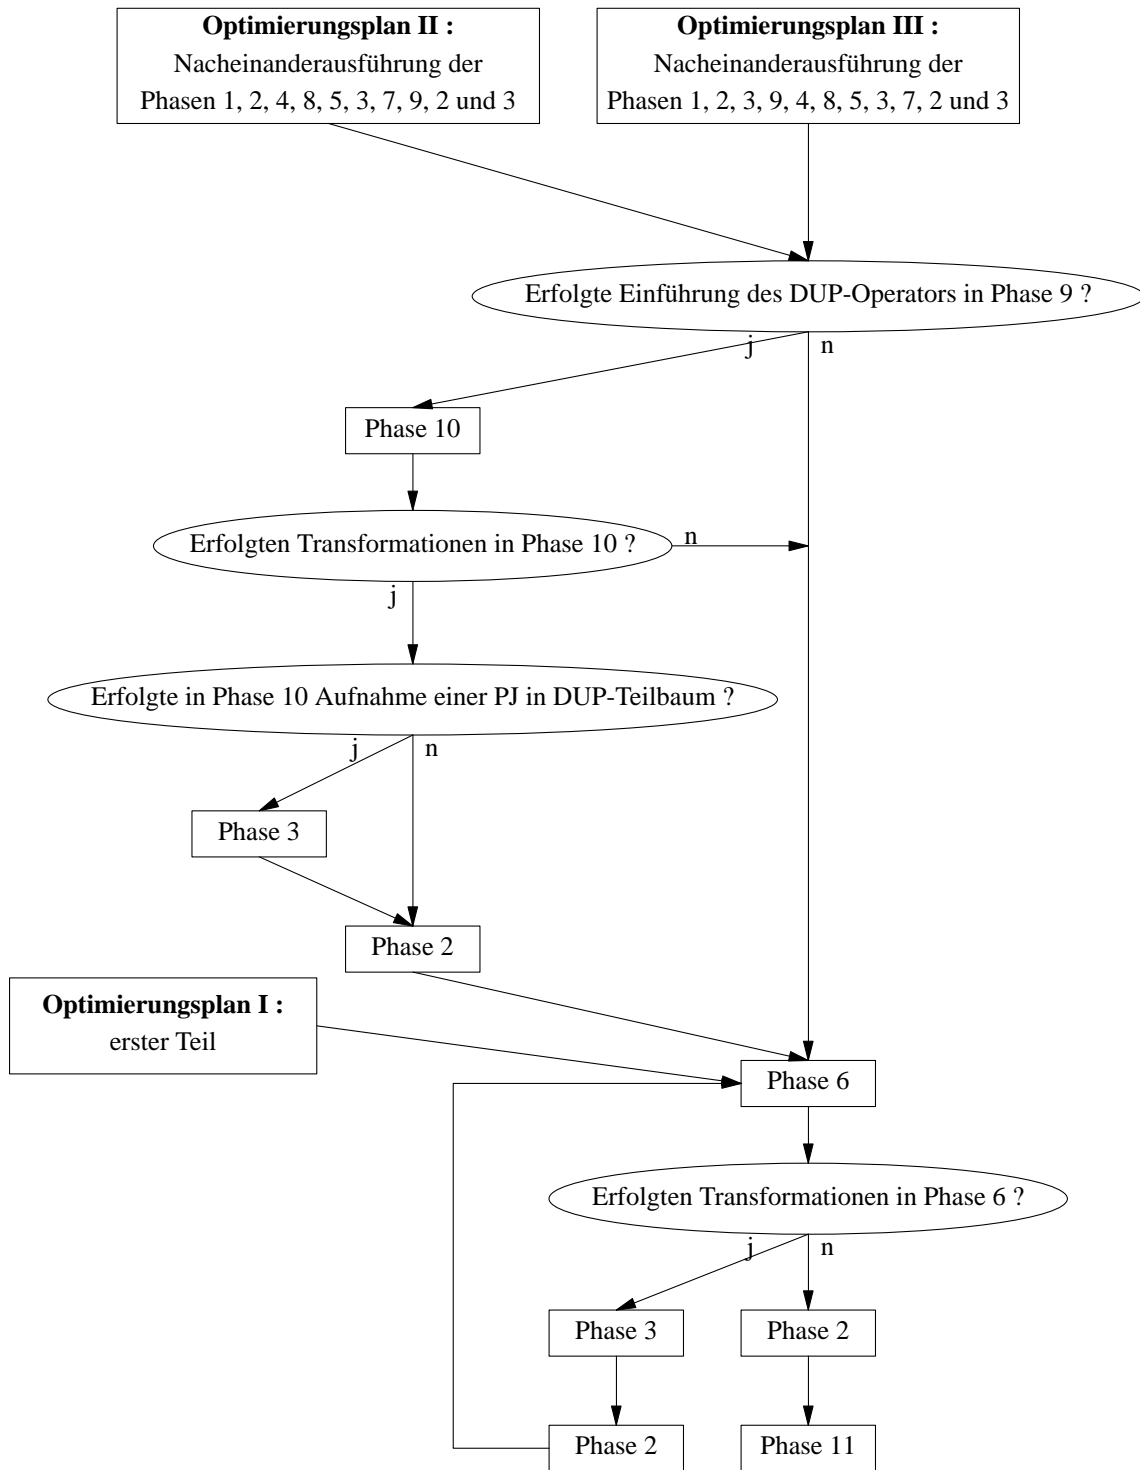 Optimierungsplan II :
Nacheinanderausführung der
Phasen 1, 2, 4, 8, 5, 3, 7, 9, 2 und 3
Optimierungsplan III :
Nacheinanderausführung der
Phasen 1, 2, 3, 9, 4, 8, 5, 3, 7, 2 und 3
Erfolgte Einführung des DUP-Operators in Phase 9 ?
j
n
Phase 10
Erfolgten Transformationen in Phase 10 ?
n
j
Erfolgte in Phase 10 Aufnahme einer PJ in DUP-Teilbaum ?
j
n
Phase 3
Phase 2
Optimierungsplan I :
erster Teil
Phase 6
Erfolgten Transformationen in Phase 6 ?
j
n
Phase 3
Phase 2
Phase 2
Phase 11